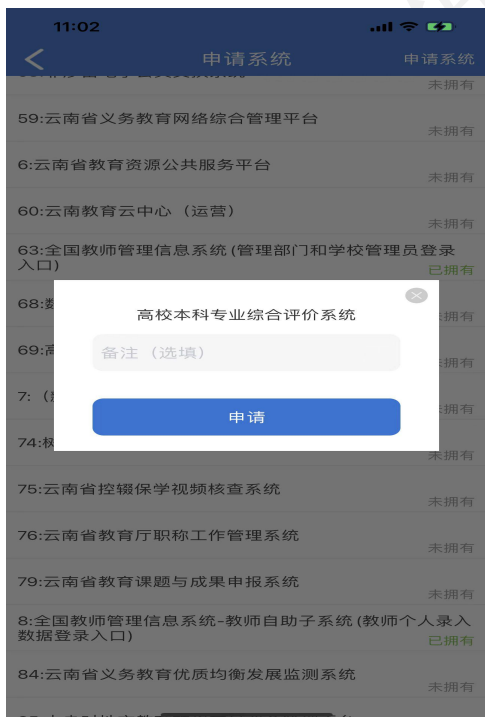 11:02
申请系统
申请系统
未拥有
59:云南省义务教育网络综合管理平台
未拥有
6:云南省教育资源公共服务平台
未拥有
60:云南教育云中心（运营）
未拥有
63:全国教师管理信息系统(管理部门和学校管理员登录
入口)
已拥有
68:
拥有
高校本科专业综合评价系统
69:
拥有
备注（选填）
7:（
拥有
申请
74:
未拥有
75:云南省控辍保学视频核查系统
未拥有
76:云南省教育厅职称工作管理系统
未拥有
79:云南省教育课题与成果申报系统
未拥有
8:全国教师管理信息系统-教师自助子系统(教师个人录入
数据登录入口)
已拥有
84:云南省义务教育优质均衡发展监测系统
未拥有